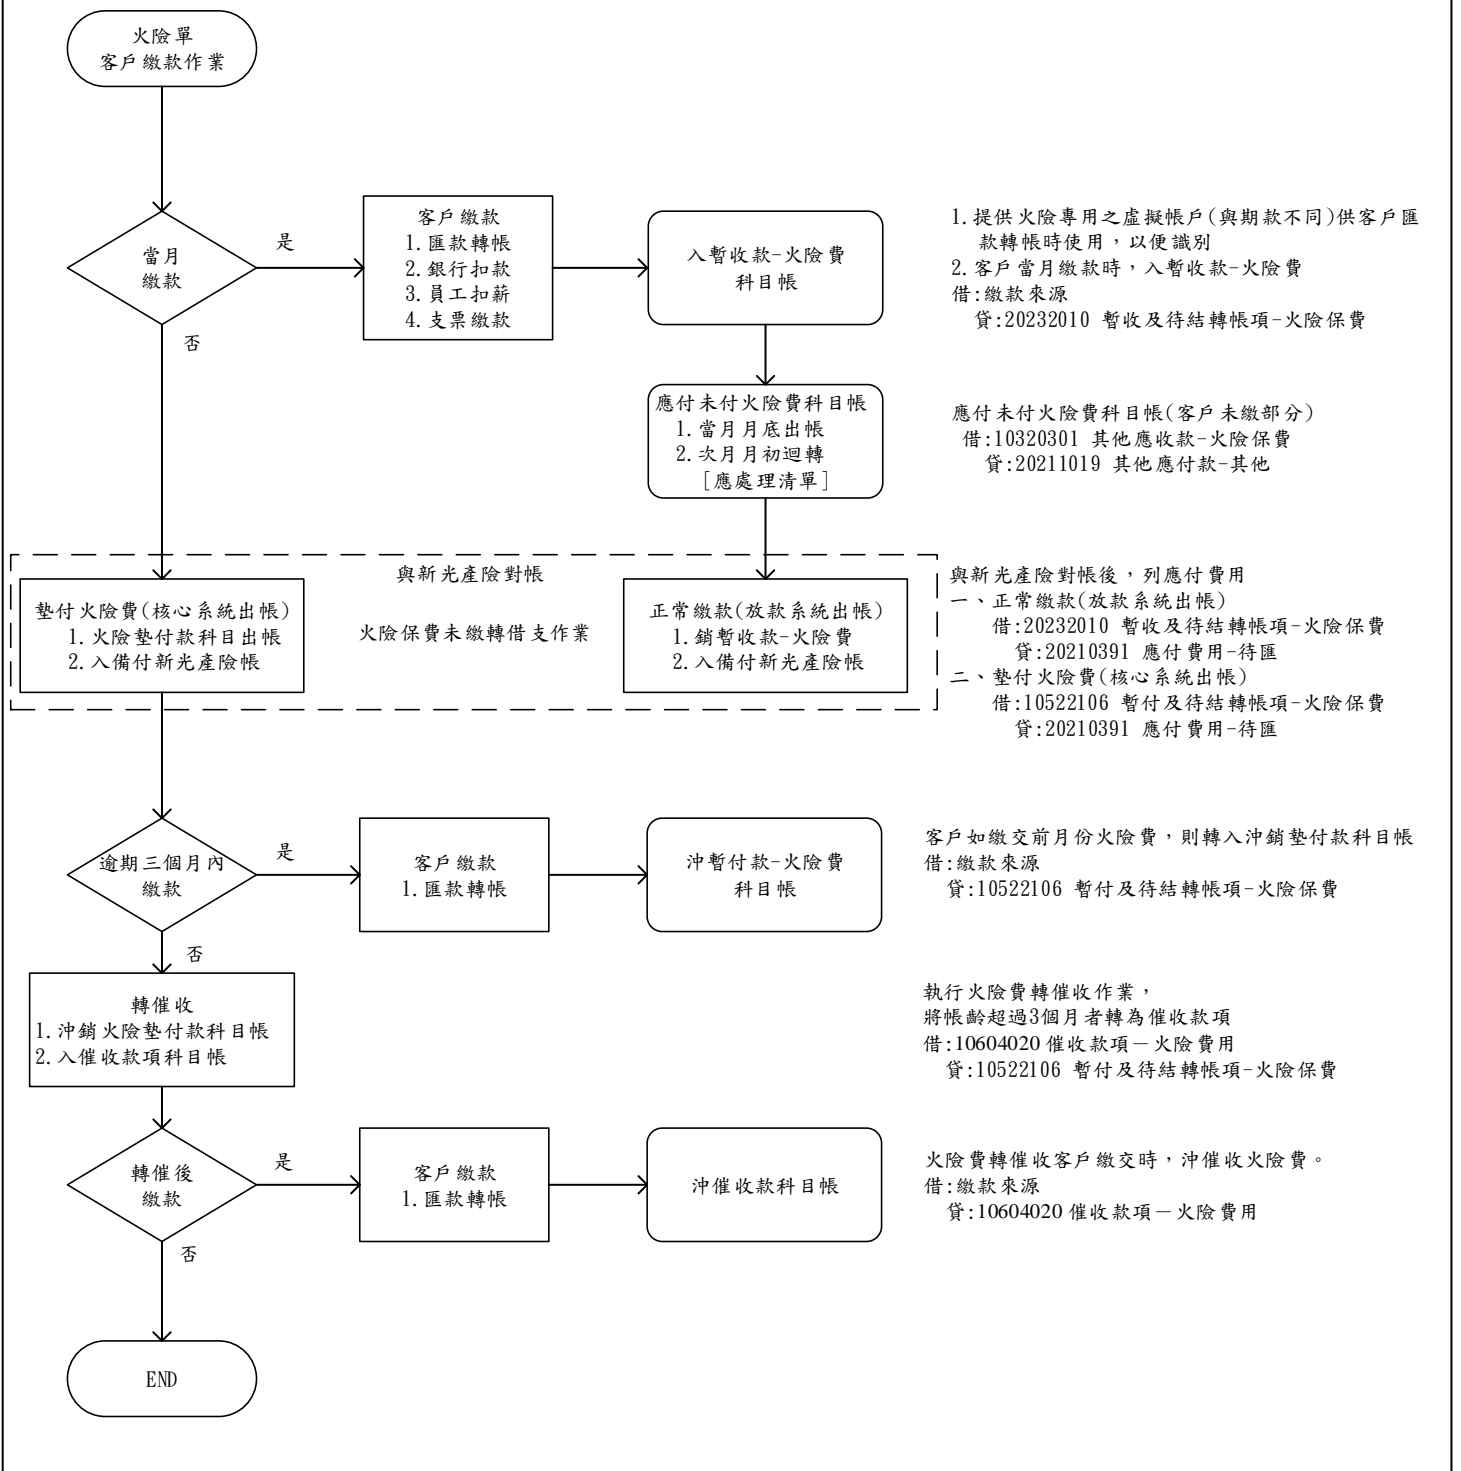 火險單
客戶繳款作業
當月
繳款
是
否
客戶繳款
1.匯款轉帳
2.銀行扣款
3.員工扣薪
4.支票繳款
入暫收款-火險費
科目帳
1.提供火險專用之虛擬帳戶(與期款不同)供客戶匯
款轉帳時使用，以便識別
2.客戶當月繳款時，入暫收款-火險費
借:繳款來源
貸:20232010 暫收及待結轉帳項-火險保費
應付未付火險費科目帳
1.當月月底出帳
2.次月月初迴轉
[應處理清單]
應付未付火險費科目帳(客戶未繳部分)
借:10320301 其他應收款-火險保費
貸:20211019 其他應付款-其他
與新光產險對帳
火險保費未繳轉借支作業
墊付火險費(核心系統出帳)
1.火險墊付款科目出帳
2.入備付新光產險帳
正常繳款(放款系統出帳)
1.銷暫收款-火險費
2.入備付新光產險帳
與新光產險對帳後，列應付費用
一、正常繳款(放款系統出帳)
借:20232010 暫收及待結轉帳項-火險保費
貸:20210391 應付費用-待匯
二、墊付火險費(核心系統出帳)
借:10522106 暫付及待結轉帳項-火險保費
貸:20210391 應付費用-待匯
逾期三個月內
繳款
是
否
客戶繳款
1.匯款轉帳
沖暫付款-火險費
科目帳
客戶如繳交前月份火險費，則轉入沖銷墊付款科目帳
借:繳款來源
貸:10522106 暫付及待結轉帳項-火險保費
轉催收
1.沖銷火險墊付款科目帳
2.入催收款項科目帳
執行火險費轉催收作業，
將帳齡超過3個月者轉為催收款項
借:10604020 催收款項－火險費用
貸:10522106 暫付及待結轉帳項-火險保費
轉催後
繳款
是
否
客戶繳款
1.匯款轉帳
沖催收款科目帳
火險費轉催收客戶繳交時，沖催收火險費。
借:繳款來源
貸:10604020 催收款項－火險費用
END